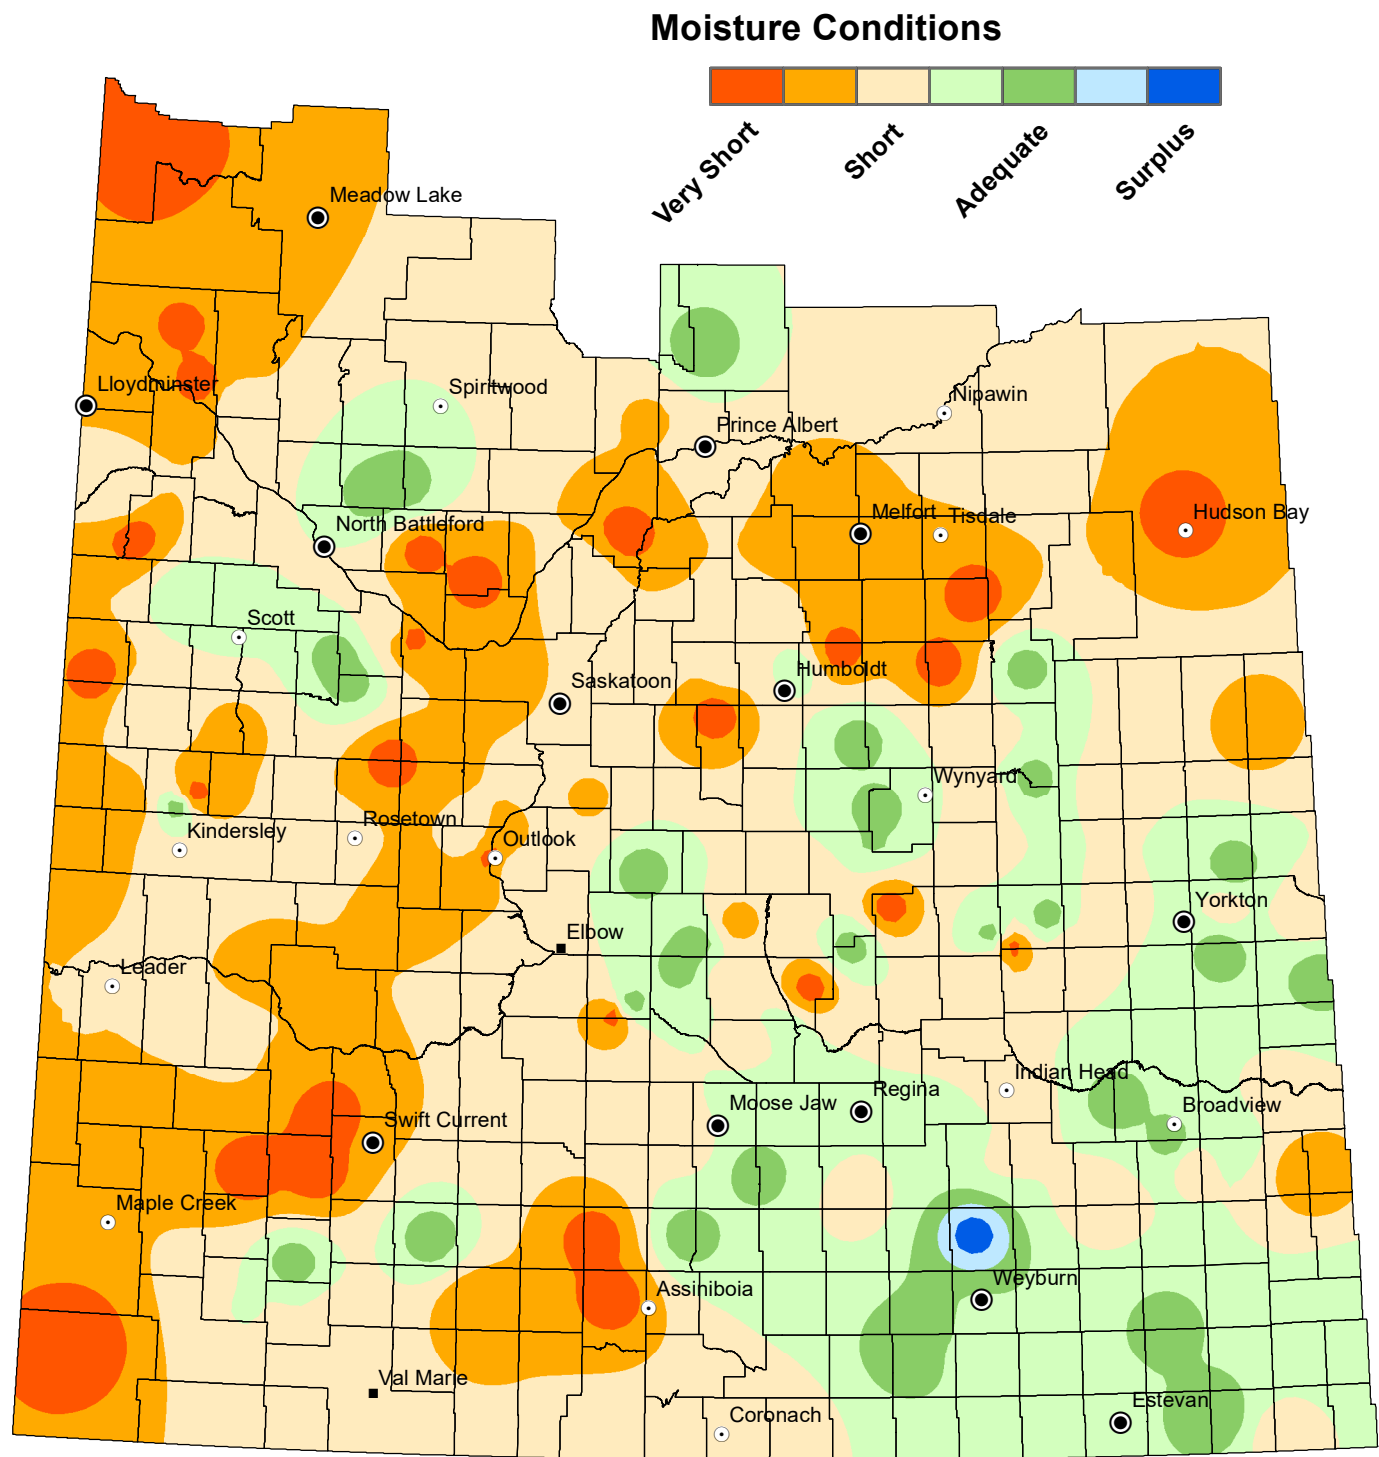 Moisture Conditions
Very Short
Short
Adequate
Surplus
Meadow Lake
Lloydminster
Spiritwood
Nipawin
Prince Albert
North Battleford
Melfort
Tisdale
Hudson Bay
Scott
Saskatoon
Humboldt
Wynyard
Kindersley
Rosetown
Outlook
Yorkton
Elbow
Leader
Indian Head
Regina
Moose Jaw
Broadview
Swift Current
Maple Creek
Weyburn
Assiniboia
Val Marie
Estevan
Coronach